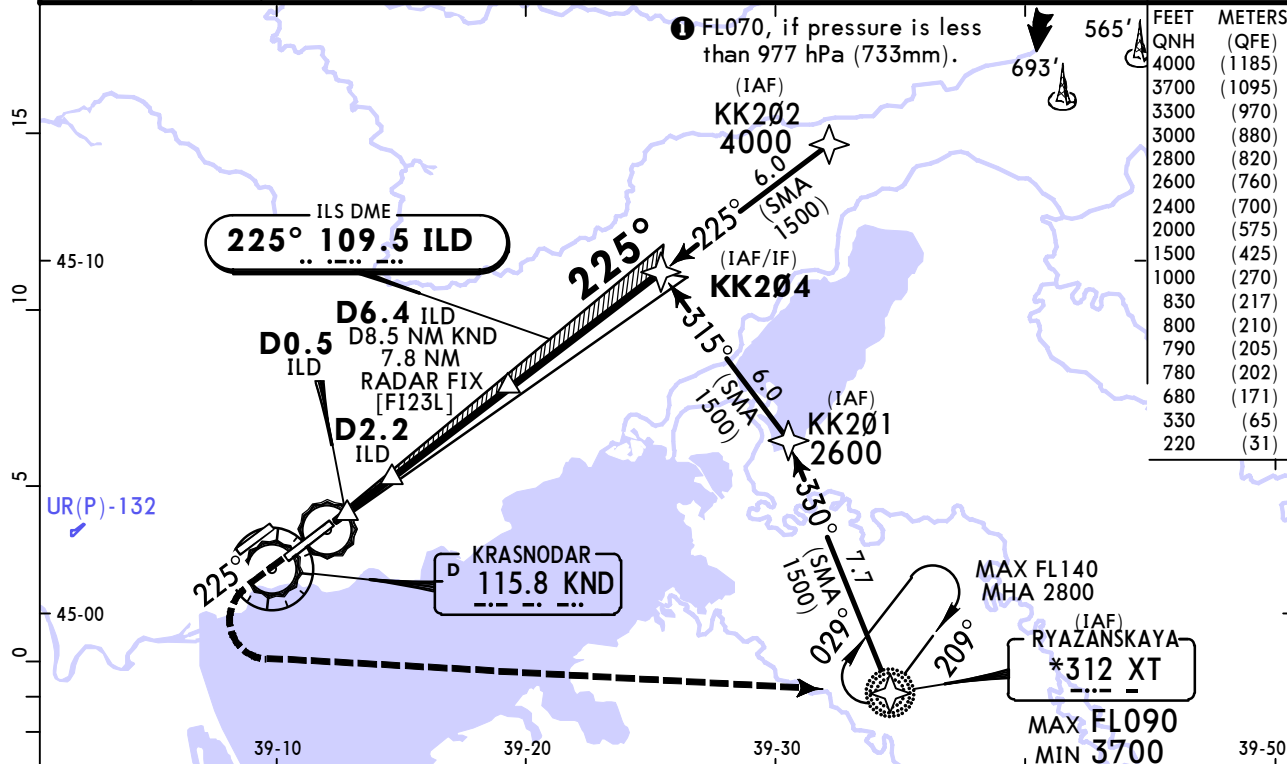 ❶ FL070, if pressure is less
than 977 hPa (733mm).
565'
693'
FEET METERS
QNH (QFE)
4000 (1185)
3700 (1095)
3300 (970)
3000 (880)
2800 (820)
2600 (760)
2400 (700)
2000 (575)
1500 (425)
1000 (270)
830 (217)
800 (210)
790 (205)
780 (202)
680 (171)
330 (65)
220 (31)
(IAF)
KK2Ø2
4000
6.0
225°
(SMA
1500)
15
ILS DME
225° 109.5 ILD
225°
(IAF/IF)
KK2Ø4
45-10
10
D6.4 ILD
D8.5 NM KND
7.8 NM
RADAR FIX
[FI23L]
D0.5
ILD
D2.2
ILD
315°
6.0
(SMA
1500)
(IAF)
KK2Ø1
2600
5
UR(P)-132
330°
7.7
(SMA
1500)
KRASNODAR
D 115.8 KND
225°
45-00
0
MAX FL140
MHA 2800
029°
209°
(IAF)
RYAZANSKAYA
*312 XT
MAX FL090
MIN 3700
39-10
39-20
39-30
39-50